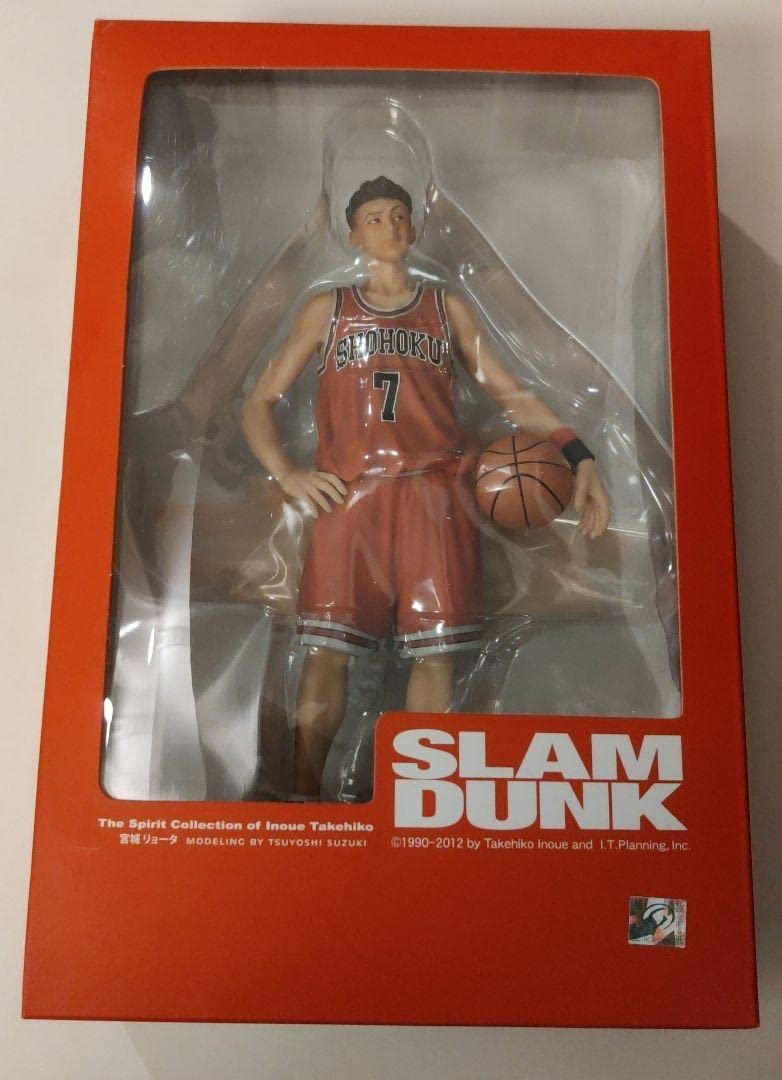 SHOHOKU
7
SLAM
DUNK
The Spirit Collection of Inoue Takehiko
宮城リョータ MODELING BY TSUYOSHI SUZUKI
©1990-2012 by Takehiko Inoue and I.T.Planning, Inc.